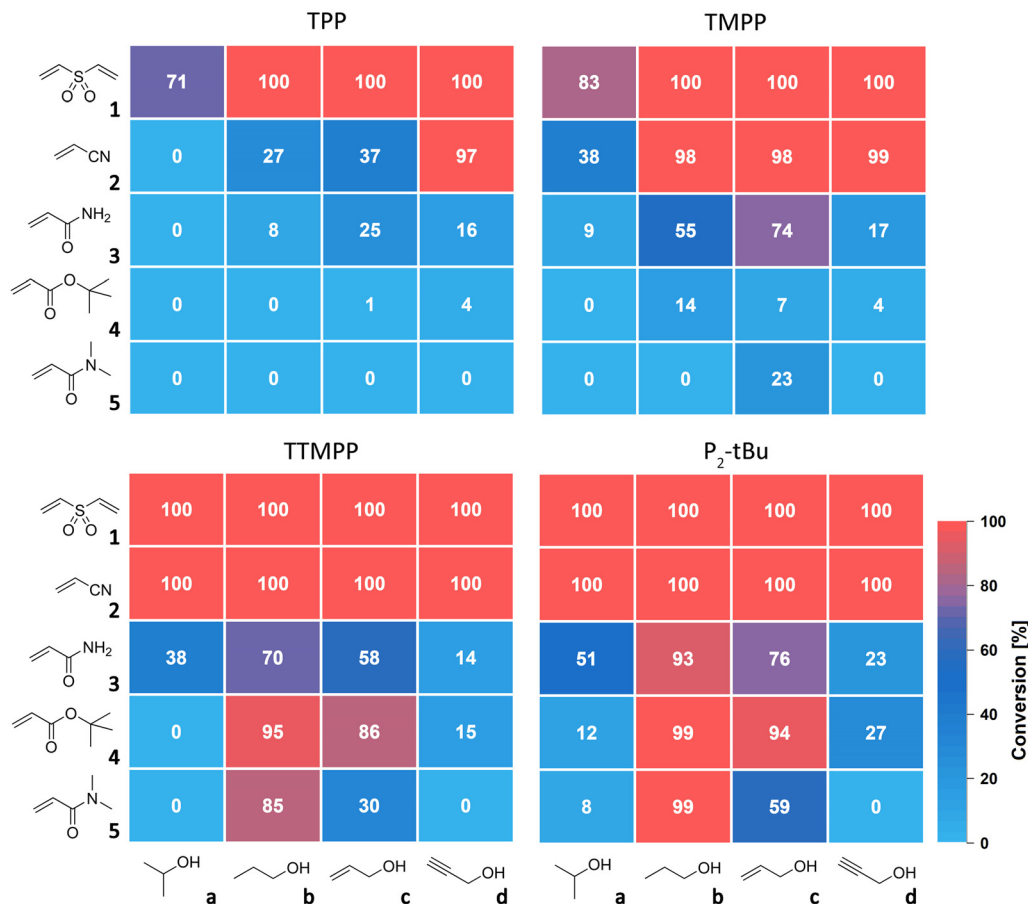 TPP
TMPP
O O
S
1
71 100 100 100
83 100 100 100
CN
2
0 27 37 97
38 98 98 99
NH2
O
3
0 8 25 16
9 55 74 17
O
O
4
0 0 1 4
0 14 7 4
N
O
5
0 0 0 0
0 0 23 0
TTMPP
P2-tBu
S
O O
1
100 100 100 100
100 100 100 100
CN
2
100 100 100 100
100 100 100 100
NH2
O
3
38 70 58 14
51 93 76 23
O
O
4
0 95 86 15
12 99 94 27
N
O
5
0 85 30 0
8 99 59 0
OH a OH b OH c OH d
OH a OH b OH c OH d
100
80
60
40
20
0
Conversion [%]